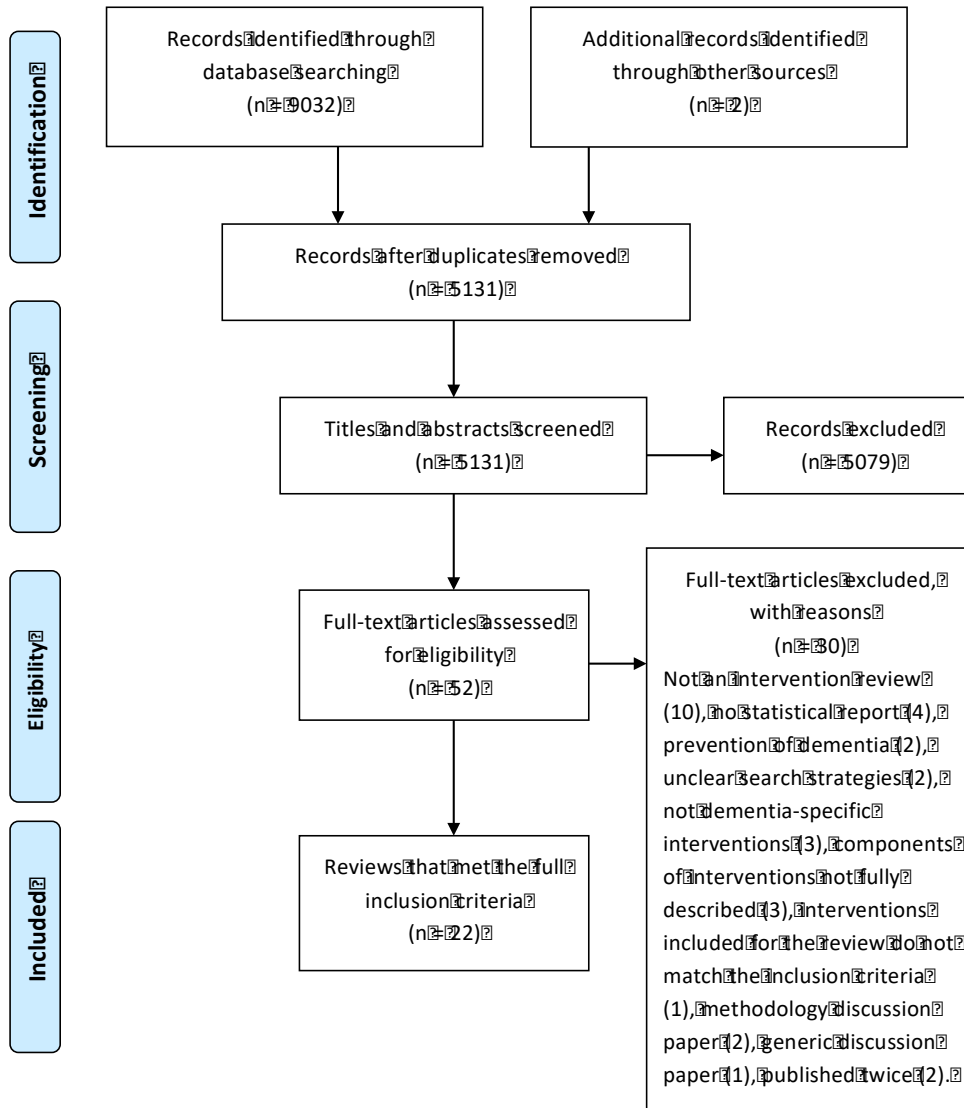 Records identified through
database searching
(n = 9032)
Additional records identified
through other sources
(n = 2)
Identification
Records after duplicates removed
(n = 5131)
Screening
Titles and abstracts screened
(n = 5131)
Records excluded
(n = 5079)
Eligibility
Full-text articles assessed
for eligibility
(n = 52)
Full-text articles excluded,
with reasons
(n = 30)
Not an intervention review
(10), no statistical report (4),
prevention of dementia (2),
unclear search strategies (2),
not dementia-specific
interventions (3), components
of interventions not fully
described (3), interventions
included for the review do not
match the inclusion criteria
(1), methodology discussion
paper (2), generic discussion
paper (1), published twice (2).
Included
Reviews that met the full
inclusion criteria
(n = 22)